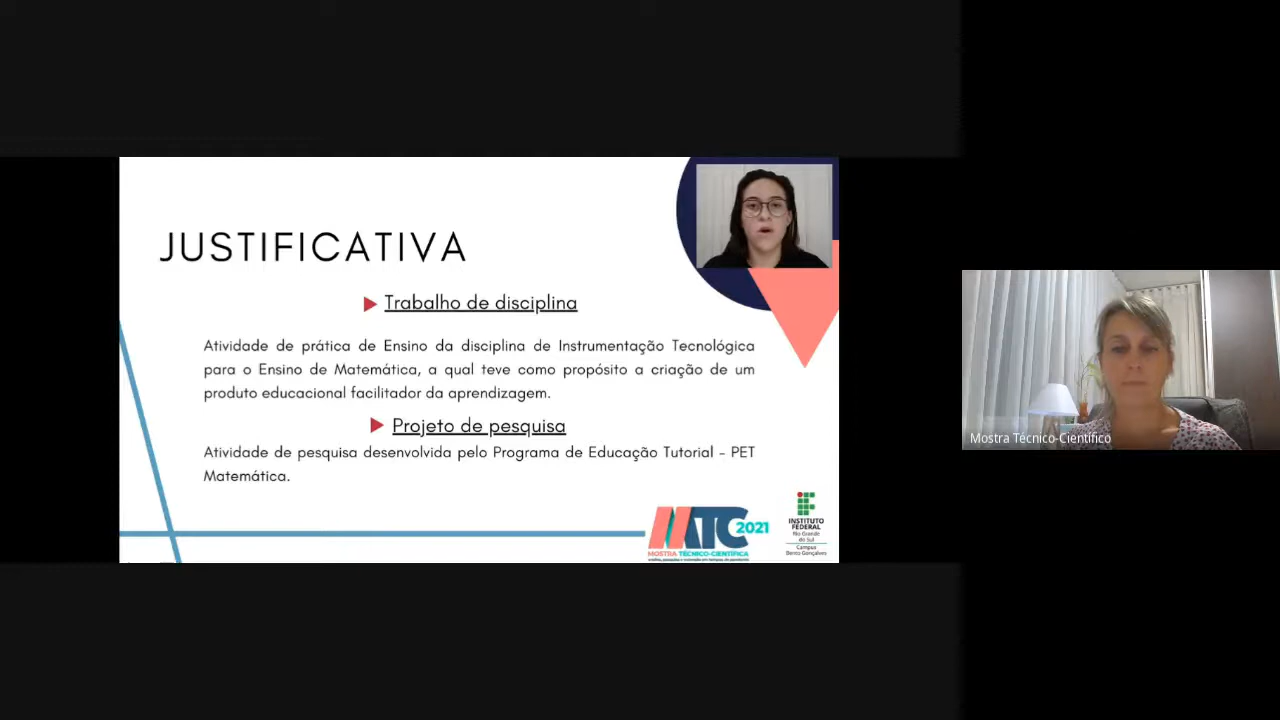 JUSTIFICATIVA
Trabalho de disciplina
Atividade de prática de Ensino da disciplina de Instrumentação Tecnológica
para o Ensino de Matemática, a qual teve como propósito a criação de um
produto educacional facilitador da aprendizagem.
Projeto de pesquisa
Atividade de pesquisa desenvolvida pelo Programa de Educação Tutorial - PET
Matemática.
MTC 2021
MOSTRA TÉCNICO-CIENTÍFICA
INSTITUTO
FEDERAL
Rio Grande
do Sul
Campus
Bento Gonçalves
Mostra Técnico-Científico